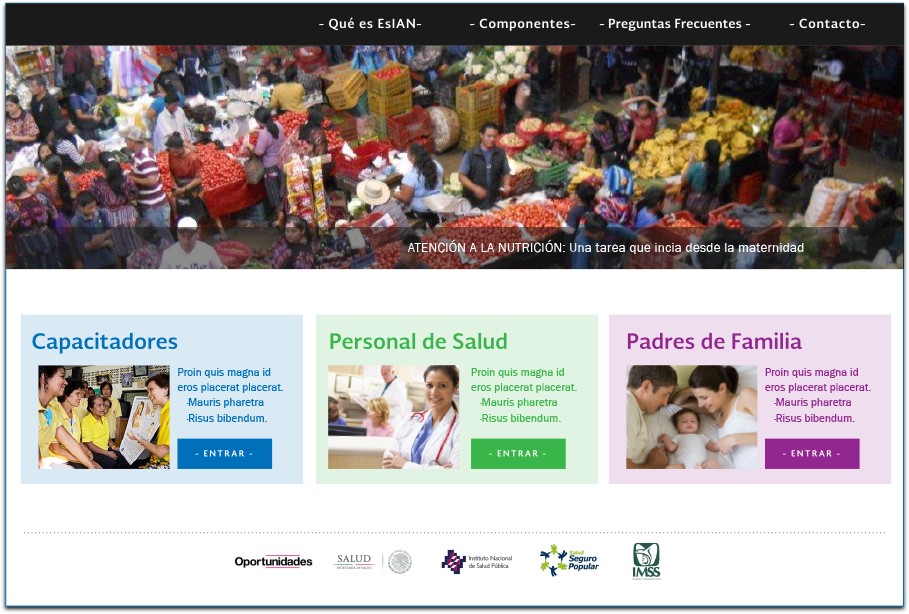 - Qué es EsIAN-
- Componentes-
- Preguntas Frecuentes -
- Contacto-
ATENCIÓN A LA NUTRICIÓN: Una tarea que incia desde la maternidad
Capacitadores
Proin quis magna id
eros placerat placerat.
-Mauris pharetra
-Risus bibendum.
- ENTRAR -
Personal de Salud
Proin quis magna id
eros placerat placerat.
-Mauris pharetra
-Risus bibendum.
- ENTRAR -
Padres de Familia
Proin quis magna id
eros placerat placerat.
-Mauris pharetra
-Risus bibendum.
- ENTRAR -
Oportunidades
SALUD
SECRETARÍA DE SALUD
Instituto Nacional
de Salud Pública
Salud
Seguro
Popular
IMSS